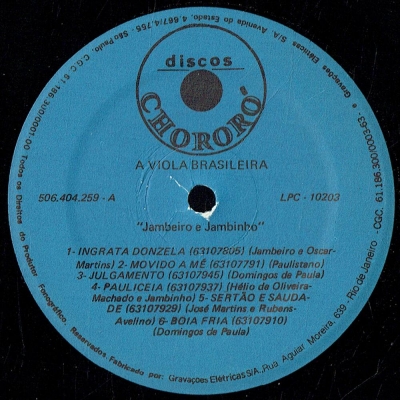 discos
CHORORÓ
A VIOLA BRASILEIRA
506.404.259 - A
LPC - 10203
"Jambeiro e Jambinho"
1- INGRATA DONZELA (63107805) (Jambeiro e Oscar-
Martins) 2- MOVIDO A MÉ (63107791) (Paulistano)
3- JULGAMENTO (63107945) (Domingos de Paula)
4- PAULICEIA (63107937) (Hélio da Oliveira-
Machado e Jambinho) 5- SERTÃO E SAUDA-
DE (63107929) (José Martins e Rubens-
Avelino) 6- BOIA FRIA (63107910)
(Domingos de Paula)
Todos os Direitos do Produtor Fonográfico. Reservados. Fabricado por: Gravações Elétricas S/A. Rua Aguiar Moreira, 639 - Rio de Janeiro - CGC. 61.186.300/0003-63
e Gravações Elétricas S/A. Avenida do Estado, 4.667/4.755 - São Paulo, C.G.C 61.186.300/0001-00